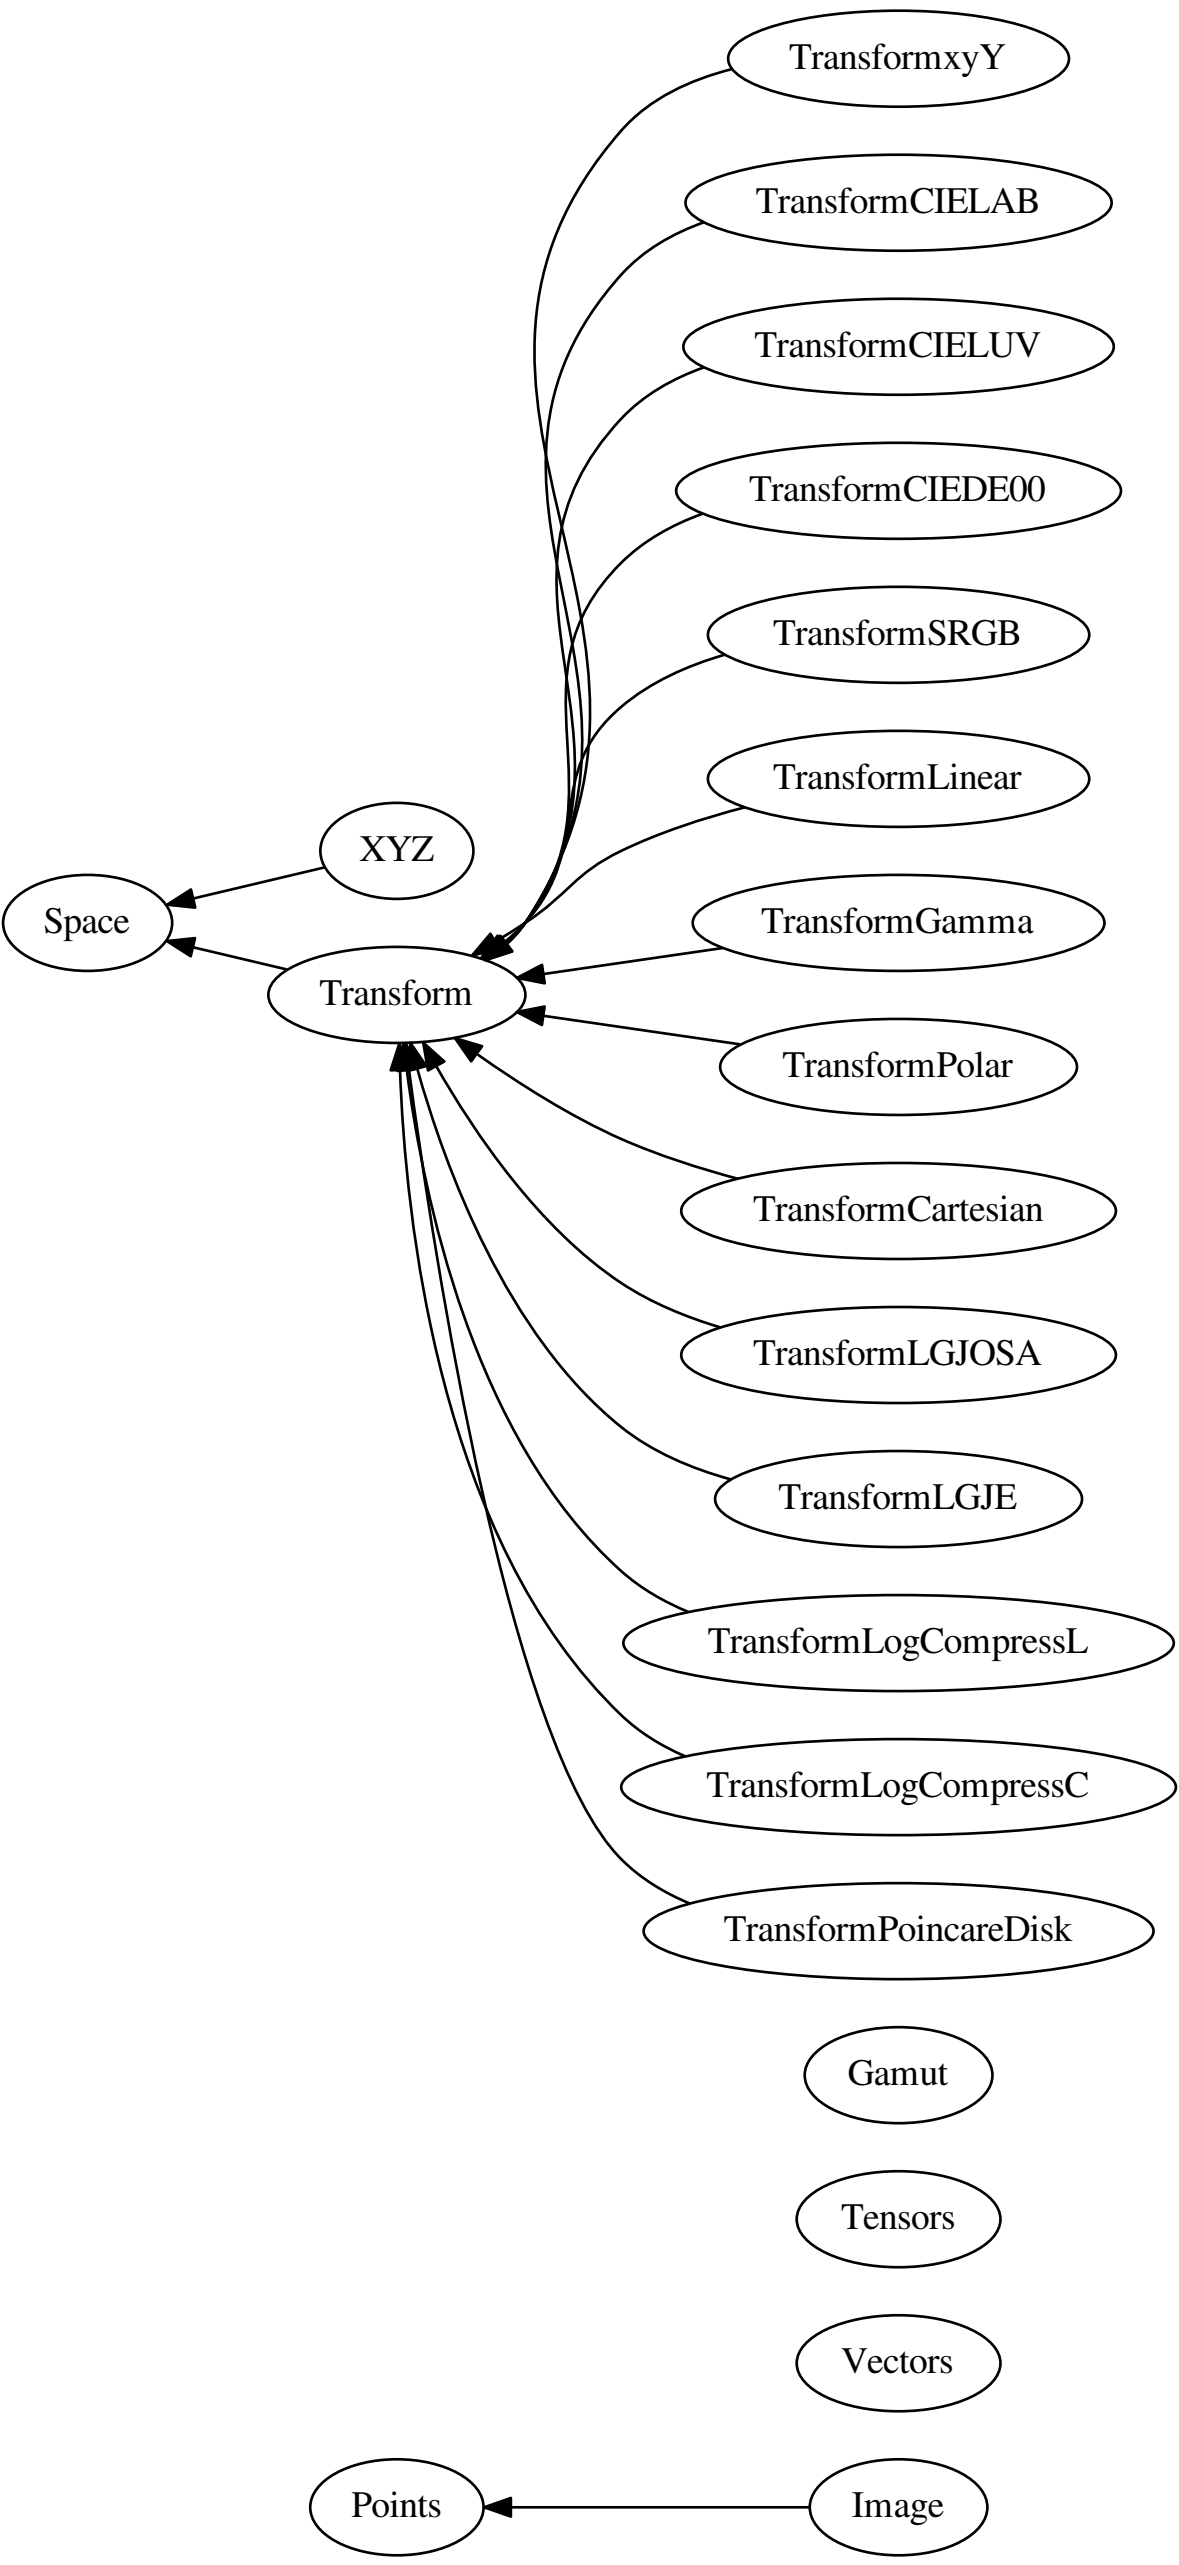 TransformxyY
TransformCIELAB
TransformCIELUV
TransformCIEDE00
TransformSRGB
TransformLinear
XYZ
Space
TransformGamma
Transform
TransformPolar
TransformCartesian
TransformLGJOSA
TransformLGJE
TransformLogCompressL
TransformLogCompressC
TransformPoincareDisk
Gamut
Tensors
Vectors
Points
Image